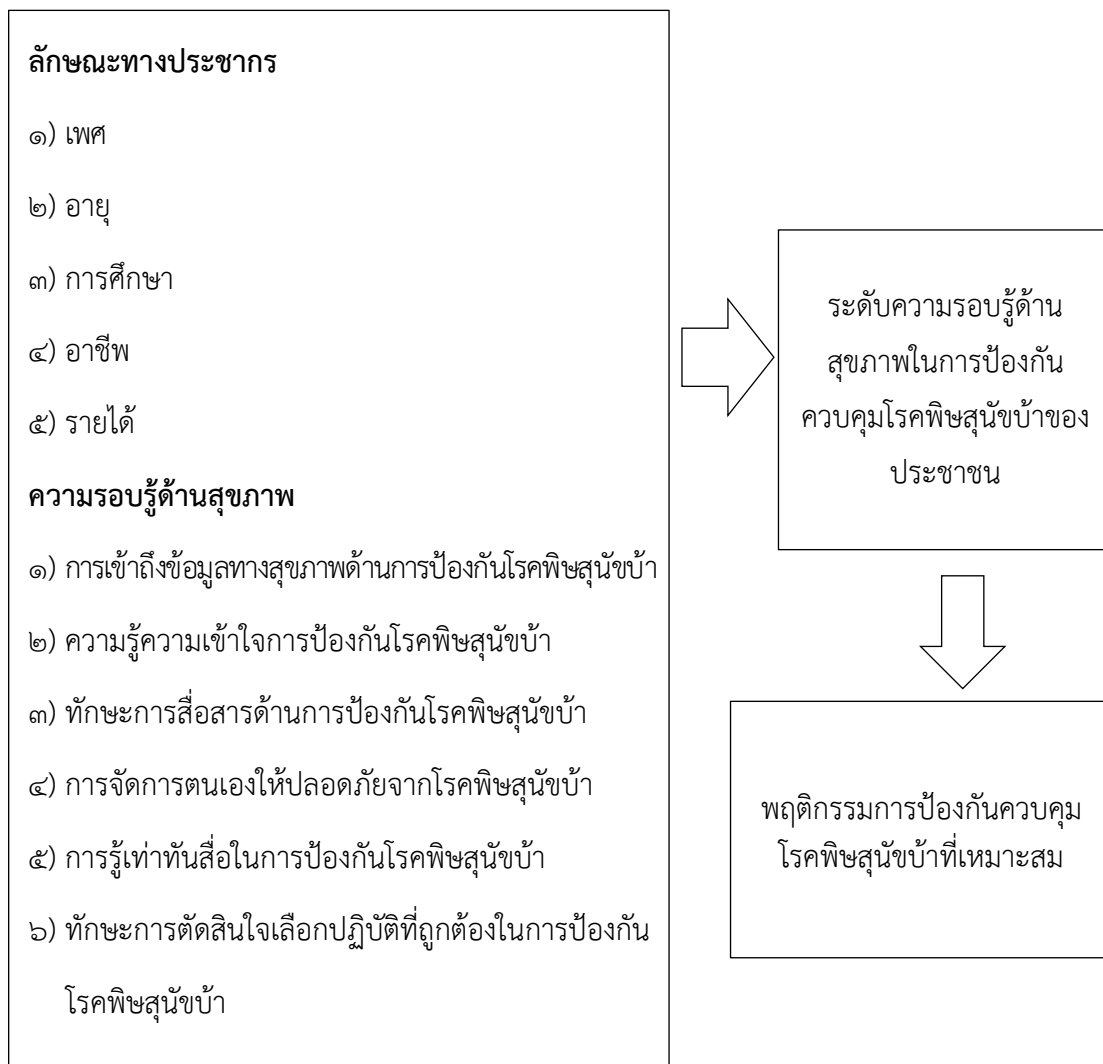 ลักษณะทางประชากร
๑) เพศ
๒) อายุ
๓) การศึกษา
๔) อาชีพ
๕) รายได้
ความรอบรู้ด้านสุขภาพ
๑) การเข้าถึงข้อมูลทางสุขภาพด้านการป้องกันโรคพิษสุนัขบ้า
๒) ความรู้ความเข้าใจการป้องกันโรคพิษสุนัขบ้า
๓) ทักษะการสื่อสารด้านการป้องกันโรคพิษสุนัขบ้า
๔) การจัดการตนเองให้ปลอดภัยจากโรคพิษสุนัขบ้า
๕) การรู้เท่าทันสื่อในการป้องกันโรคพิษสุนัขบ้า
๖) ทักษะการตัดสินใจเลือกปฏิบัติที่ถูกต้องในการป้องกัน
โรคพิษสุนัขบ้า
ระดับความรอบรู้ด้าน
สุขภาพในการป้องกัน
ควบคุมโรคพิษสุนัขบ้าของ
ประชาชน
พฤติกรรมการป้องกันควบคุม
โรคพิษสุนัขบ้าที่เหมาะสม